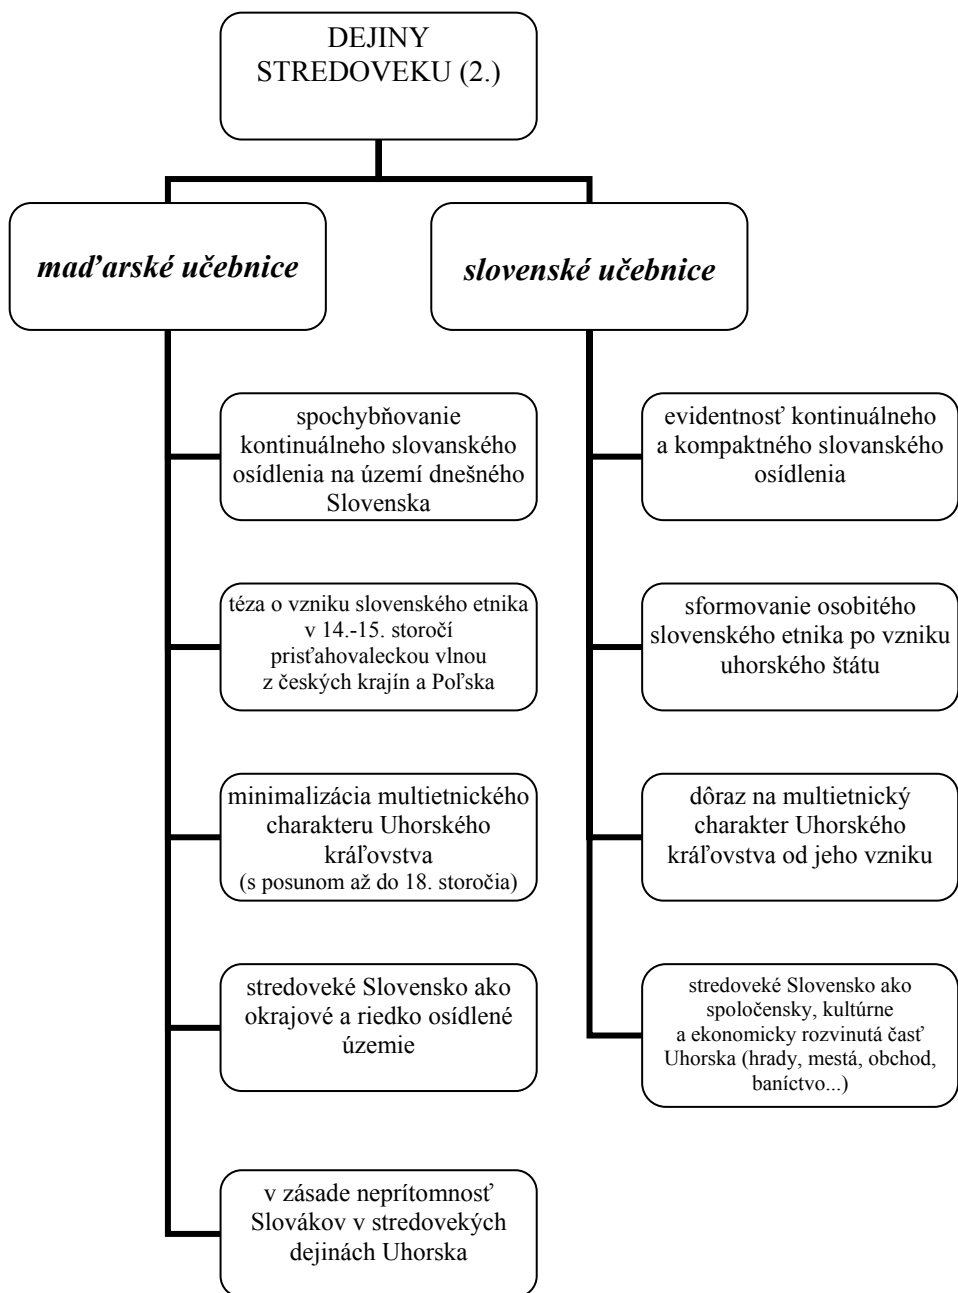 DEJINY
STREDOVEKU (2.)
maďarské učebnice
slovenské učebnice
spochybňovanie
kontinuálneho slovanského
osídlenia na území dnešného
Slovenska
téza o vzniku slovenského etnika
v 14.-15. storočí
prisťahovaleckou vlnou
z českých krajín a Poľska
minimalizácia multietnického
charakteru Uhorského
kráľovstva
(s posunom až do 18. storočia)
stredoveké Slovensko ako
okrajové a riedko osídlené
územie
v zásade neprítomnosť
Slovákov v stredovekých
dejinách Uhorska
evidentnosť kontinuálneho
a kompaktného slovanského
osídlenia
sformovanie osobitého
slovenského etnika po vzniku
uhorského štátu
dôraz na multietnický
charakter Uhorského
kráľovstva od jeho vzniku
stredoveké Slovensko ako
spoločensky, kultúrne
a ekonomicky rozvinutá časť
Uhorska (hrady, mestá, obchod,
baníctvo...)